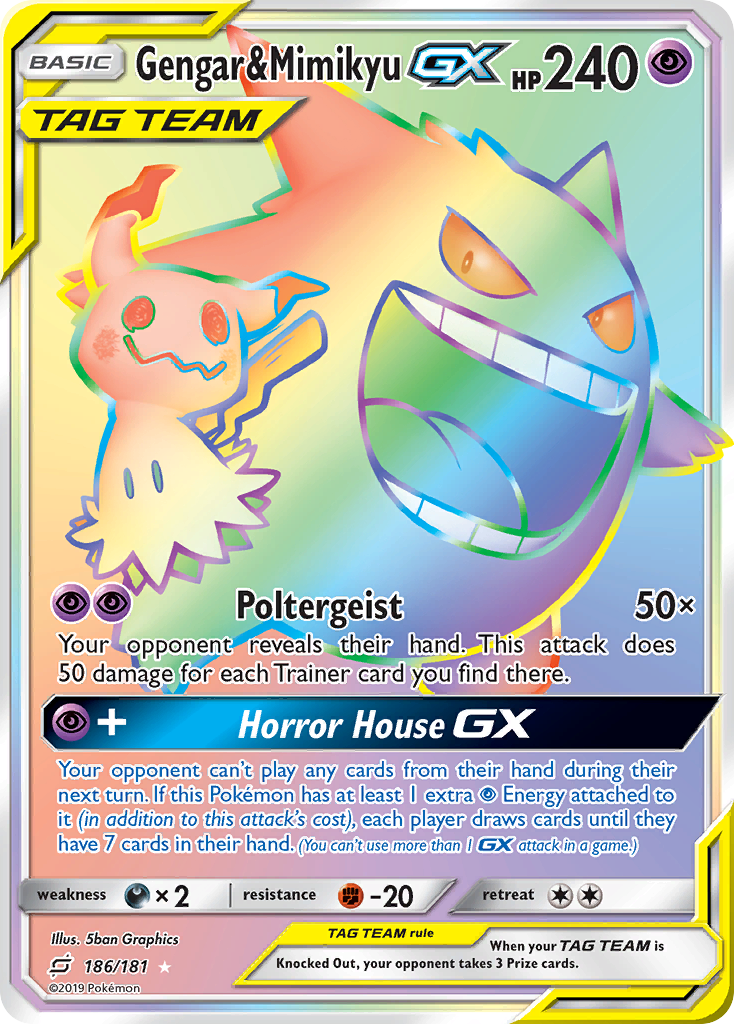 BASIC Gengar&Mimikyu GX HP 240
TAG TEAM
Poltergeist 50×
Your opponent reveals their hand. This attack does
50 damage for each Trainer card you find there.
+ Horror House GX
Your opponent can't play any cards from their hand during their
next turn. If this Pokémon has at least 1 extra Energy attached to
it (in addition to this attack's cost), each player draws cards until they
have 7 cards in their hand. (You can't use more than 1 GX attack in a game.)
weakness × 2 resistance -20 retreat
Illus. 5ban Graphics
186/181
©2019 Pokémon
TAG TEAM rule
When your TAG TEAM is
Knocked Out, your opponent takes 3 Prize cards.